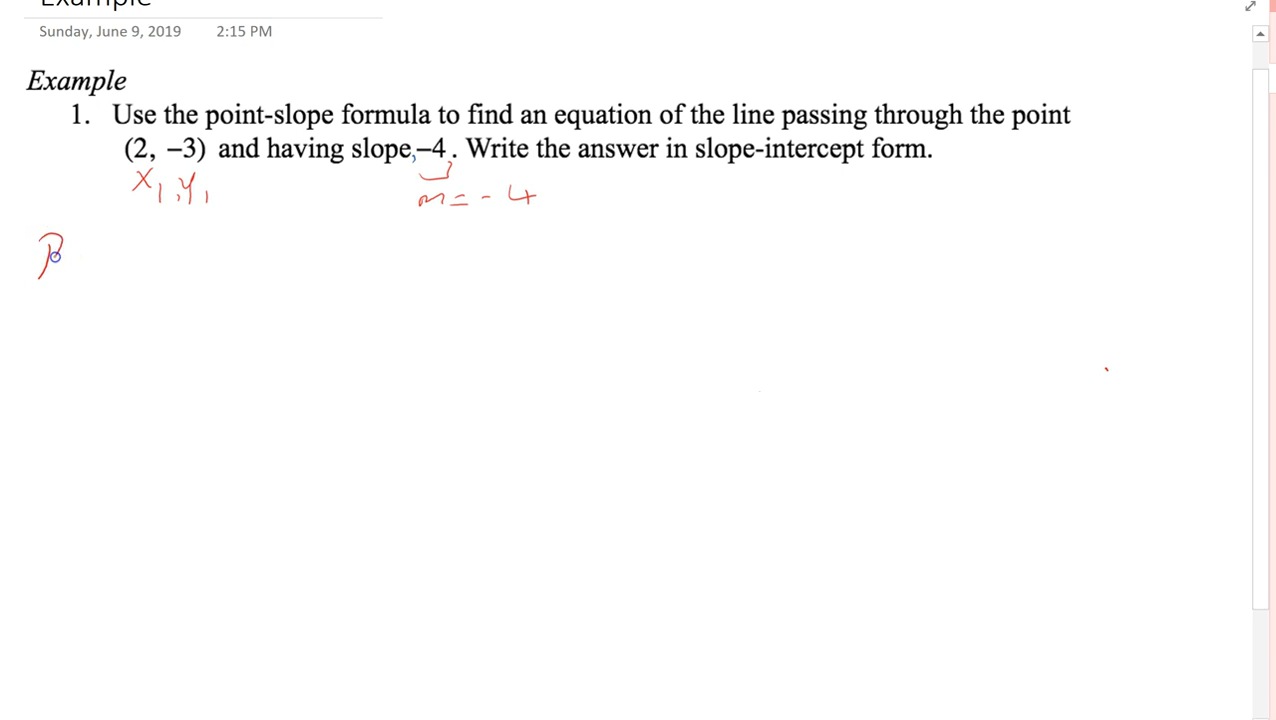 Example
Sunday, June 9, 2019 2:15 PM
Example
1. Use the point-slope formula to find an equation of the line passing through the point
(2, −3) and having slope, −4. Write the answer in slope-intercept form.
x₁, y₁ m = - 4
P